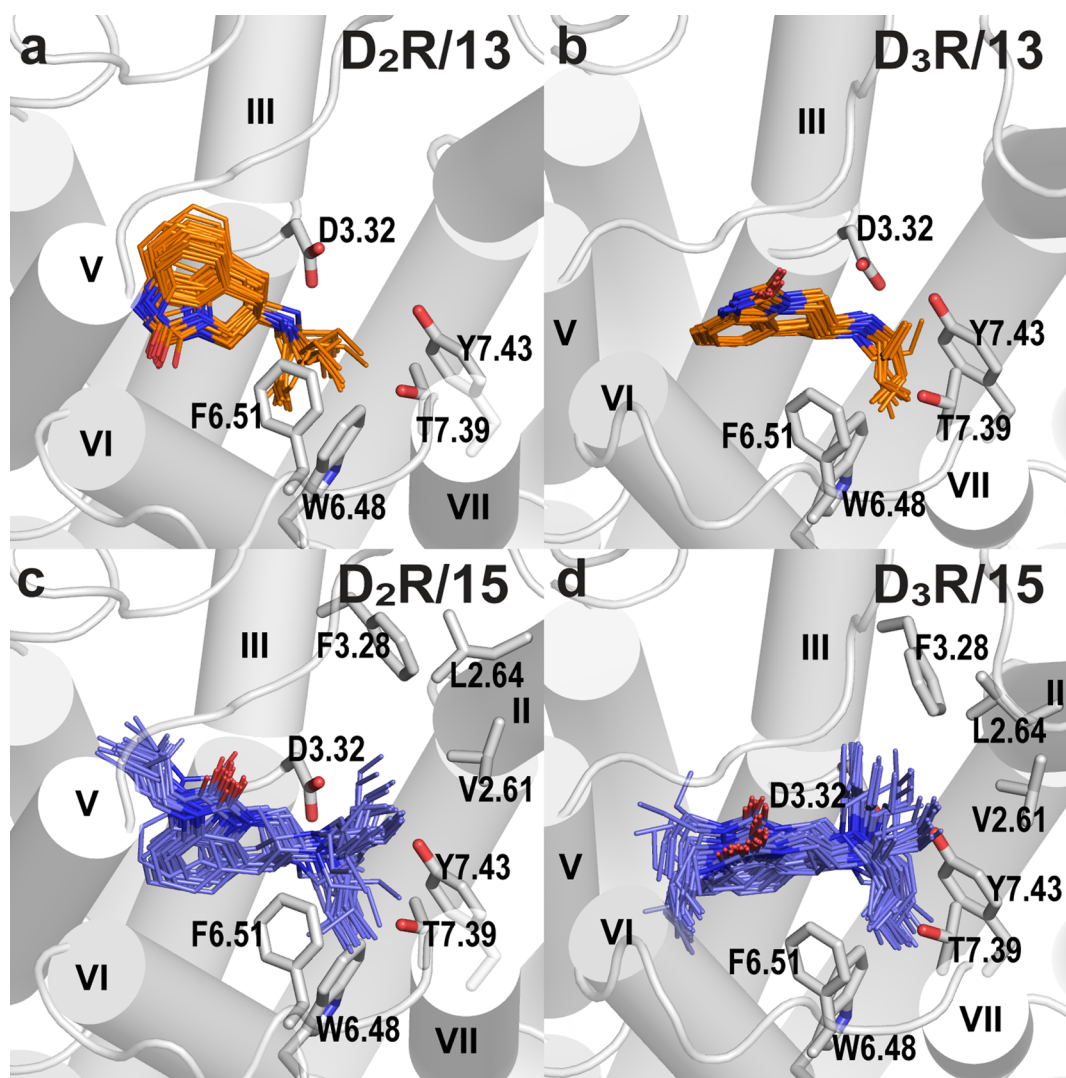 a
D₂R/13
III
D3.32
V
Y7.43
F6.51
T7.39
VI
W6.48
VII
b
D₃R/13
III
D3.32
V
Y7.43
VI
F6.51
T7.39
W6.48
VII
c
D₂R/15
III
F3.28
L2.64
II
D3.32
V2.61
V
Y7.43
F6.51
T7.39
VI
W6.48
VII
d
D₃R/15
III
F3.28
II
L2.64
D3.32
V2.61
V
Y7.43
VI
F6.51
T7.39
W6.48
VII